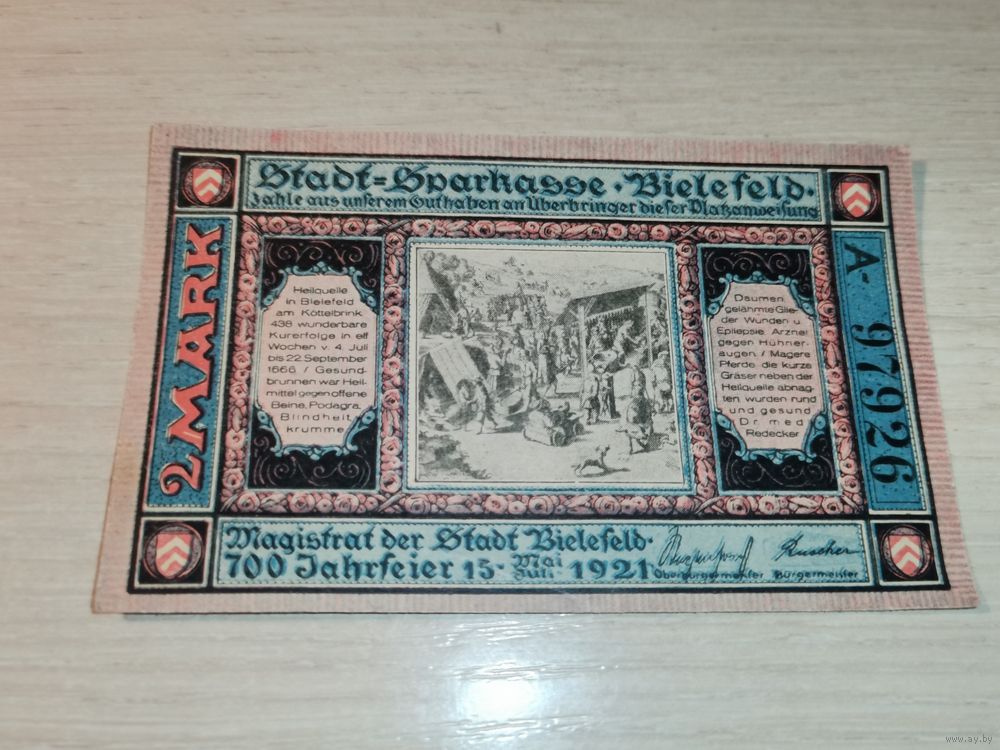 Stadt=Sparkasse·Bielefeld·
Zahle aus unserem Guthaben an Überbringer dieser Platzanweisung
2 MARK
Heilquelle
in Bielefeld
am Köttelbrink
438 wunderbare
Kurerfolge in elf
Wochen v. 4. Juli
bis 22. September
1666 / Gesund-
brunnen war Heil-
mittel gegen offene
Beine, Podagra,
Blindheit
krumme
Daumen
gelähmte Glie-
der Wunden u
Epilepsie Arznei
gegen Hühner-
augen. / Magere
Pferde die kurze
Gräser neben der
Heilquelle abnag-
ten wurden rund
und gesund
Dr med
Redecker
A- 97926
Magistrat der Stadt Bielefeld·
700 Jahrfeier 15· Mai
Jun· 1921
Oberbürgermeister Bürgermeister
www.ay.by